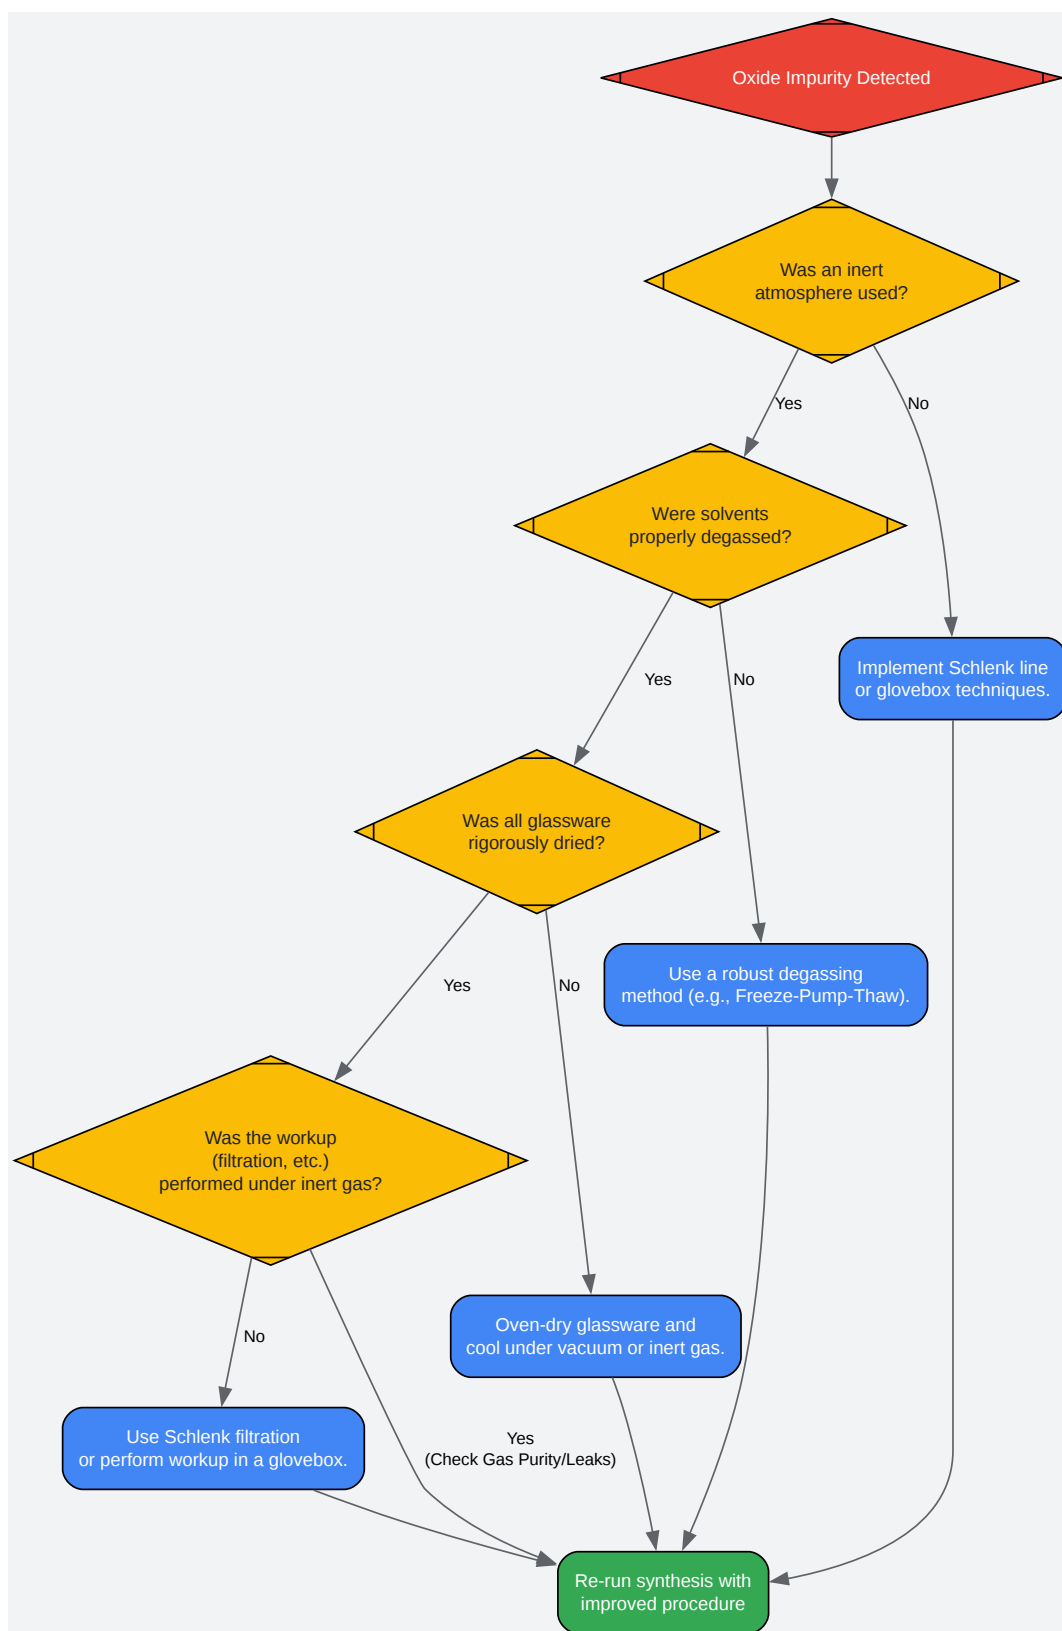 Oxide Impurity Detected
Was an inert
atmosphere used?
Yes
No
Were solvents
properly degassed?
Implement Schlenk line
or glovebox techniques.
Yes
No
Was all glassware
rigorously dried?
Use a robust degassing
method (e.g., Freeze-Pump-Thaw).
Yes
No
Was the workup
(filtration, etc.)
performed under inert gas?
Oven-dry glassware and
cool under vacuum or inert gas.
No
Use Schlenk filtration
or perform workup in a glovebox.
Yes
(Check Gas Purity/Leaks)
Re-run synthesis with
improved procedure